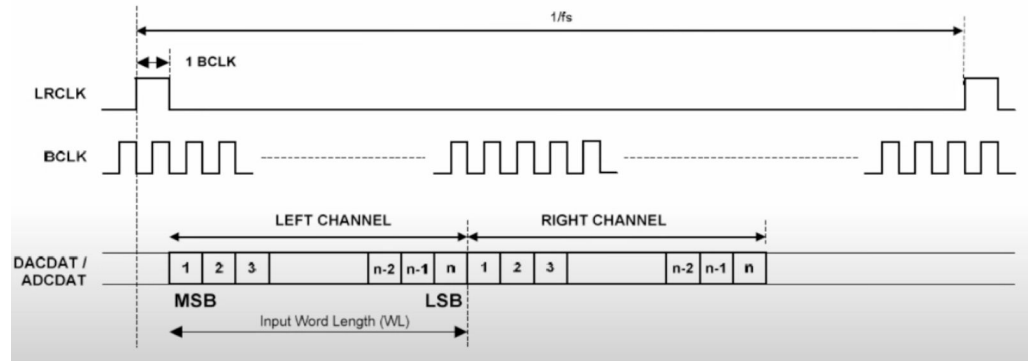 1/fs
1 BCLK
LRCLK
BCLK
LEFT CHANNEL RIGHT CHANNEL
DACDAT /
ADCDAT
1 2 3 n-2 n-1 n 1 2 3 n-2 n-1 n
MSB LSB
Input Word Length (WL)